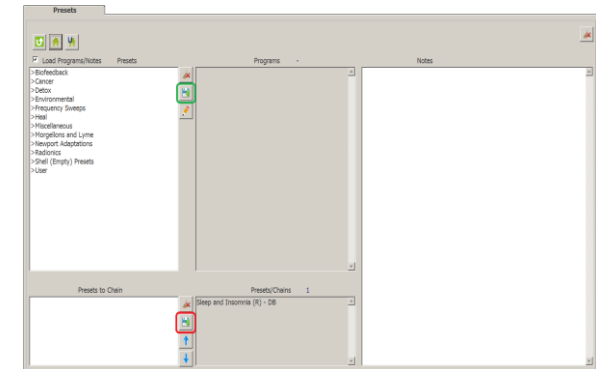 Presets
Load Programs/Notes Presets Programs - Notes
>Biofeedback
>Cancer
>Detox
>Environmental
>Frequency Sweeps
>Heal
>Miscellaneous
>Morgellons and Lyme
>Newport Adaptations
>Radionics
>Shell (Empty) Presets
>User
Presets to Chain Presets/Chains 1
Sleep and Insomnia (R) - DB